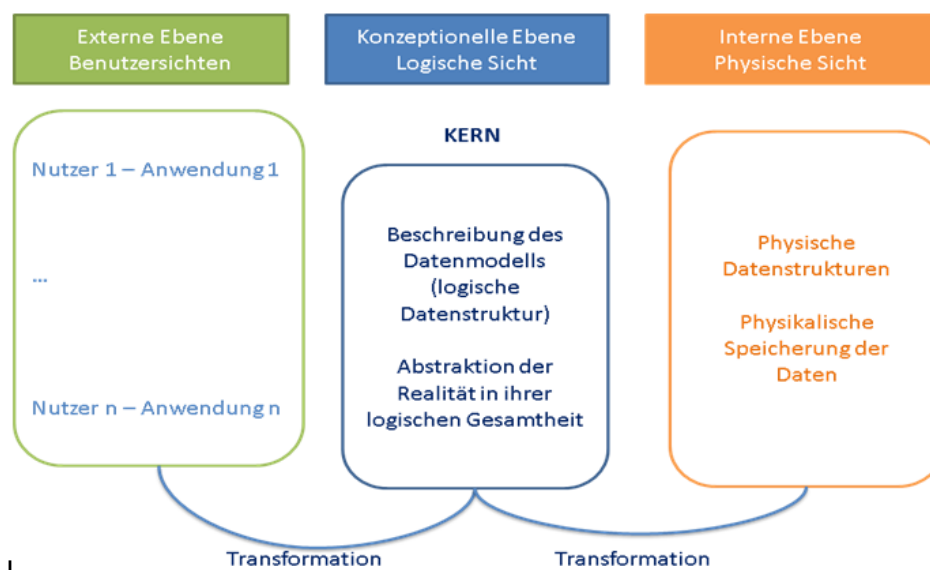 Externe Ebene
Benutzersichten
Konzeptionelle Ebene
Logische Sicht
Interne Ebene
Physische Sicht
Nutzer 1 – Anwendung 1
...
Nutzer n – Anwendung n
KERN
Beschreibung des
Datenmodells
(logische
Datenstruktur)
Abstraktion der
Realität in ihrer
logischen Gesamtheit
Physische
Datenstrukturen
Physikalische
Speicherung der
Daten
Transformation
Transformation